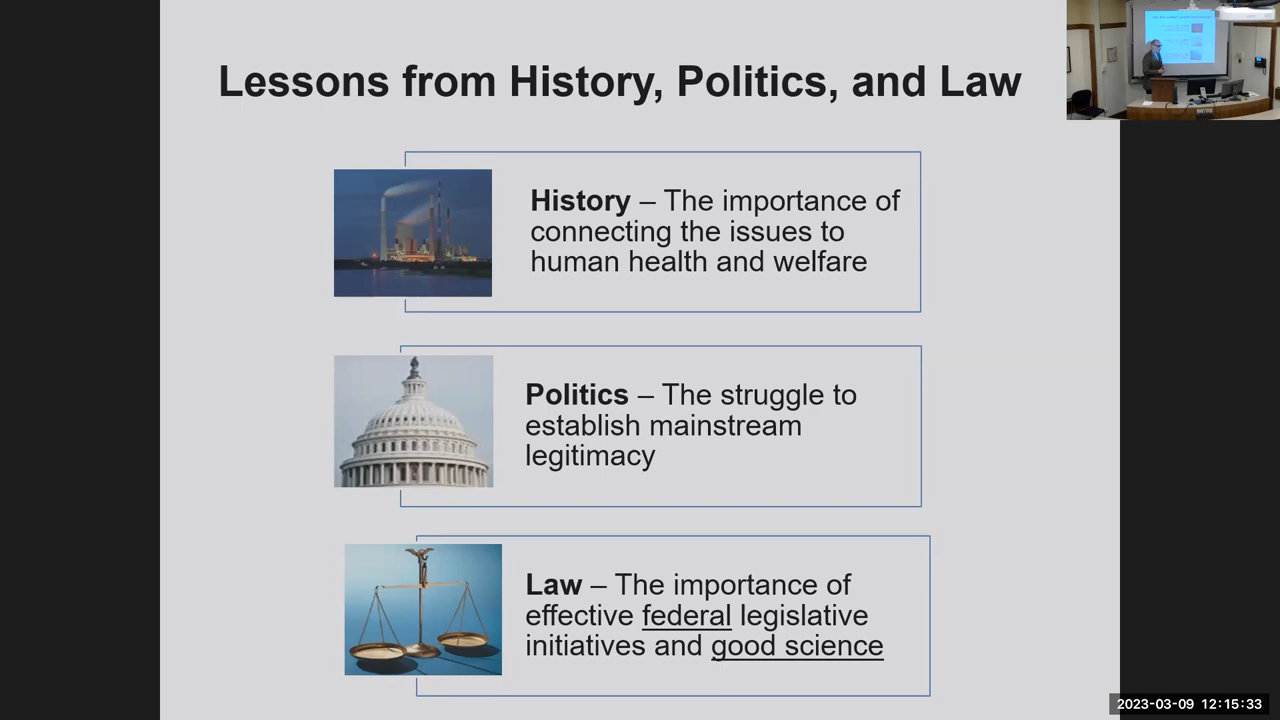 Lessons from History, Politics, and Law
History – The importance of
connecting the issues to
human health and welfare
Politics – The struggle to
establish mainstream
legitimacy
Law – The importance of
effective federal legislative
initiatives and good science
2023-03-09 12:15:33